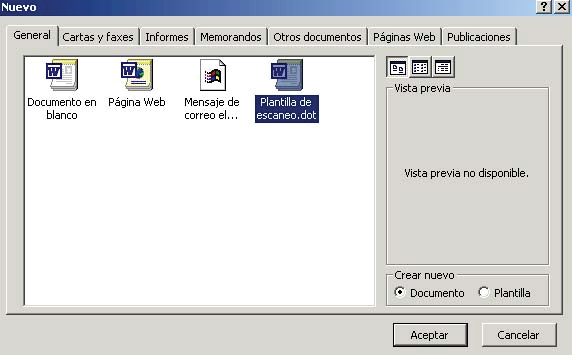 Nuevo
General Cartas y faxes Informes Memorandos Otros documentos Páginas Web Publicaciones
Documento en
blanco
Página Web
Mensaje de
correo el...
Plantilla de
escaneo.dot
Vista previa
Vista previa no disponible.
Crear nuevo
Documento Plantilla
Aceptar Cancelar